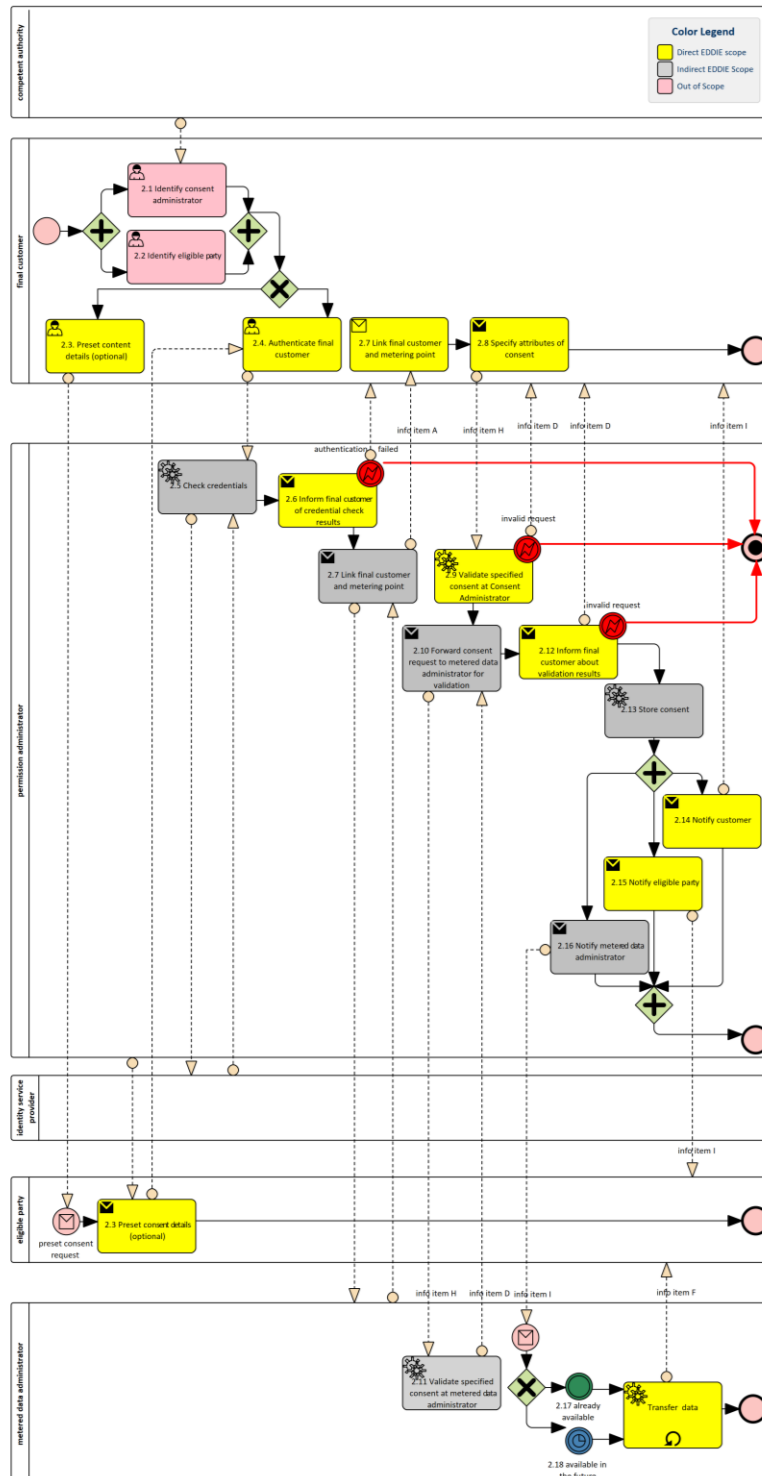 competent authority
Color Legend
Direct EDDIE scope
Indirect EDDIE Scope
Out of Scope
final customer
2.1 Identify consent
administrator
2.2 Identify eligible party
2.3. Preset content
details (optional)
2.4. Authenticate final
customer
2.7 Link final customer
and metering point
2.8 Specify attributes of
consent
info item A
info item H
info item D
info item D
info item I
permission administrator
authentication failed
2.5 Check credentials
2.6 Inform final customer
of credential check
results
invalid request
2.7 Link final customer
and metering point
2.9 Validate specified
consent at Consent
Administrator
invalid request
2.10 Forward consent
request to metered data
administrator for
validation
2.12 Inform final
customer about
validation results
2.13 Store consent
2.14 Notify customer
2.15 Notify eligible party
2.16 Notify metered data
administrator
identity service
provider
info item I
eligible party
preset consent
request
2.3 Preset consent details
(optional)
info item H
info item D
info item I
info item F
metered data administrator
2.11 Validate specified
consent at metered data
administrator
2.17 already
available
2.18 available in
the future
Transfer data